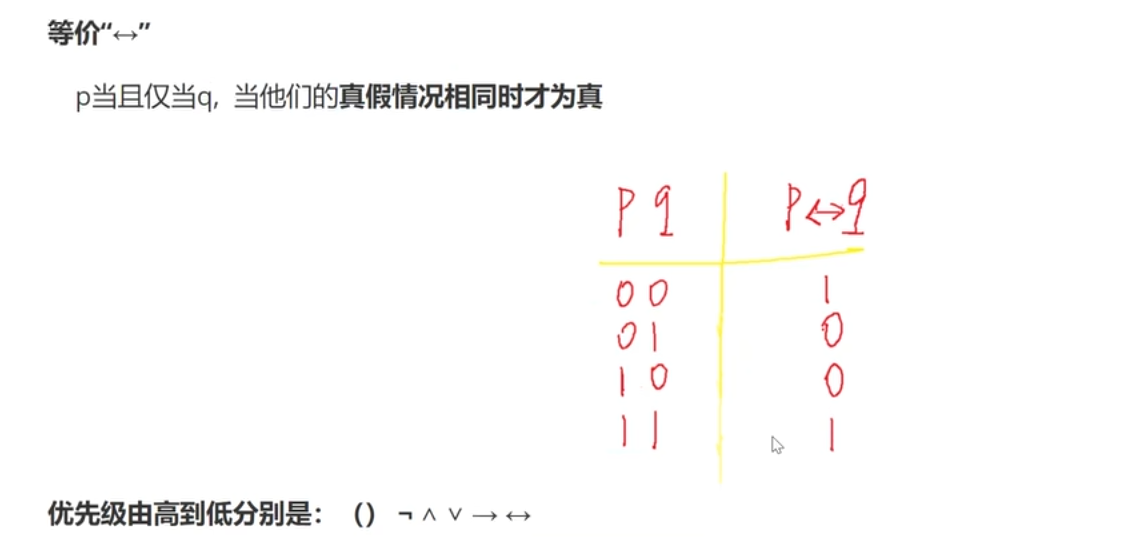 等价“↔”
p当且仅当q, 当他们的真假情况相同时才为真
p q p↔q
0 0 1
0 1 0
1 0 0
1 1 1
优先级由高到低分别是： （） ¬ ∧ ∨ → ↔